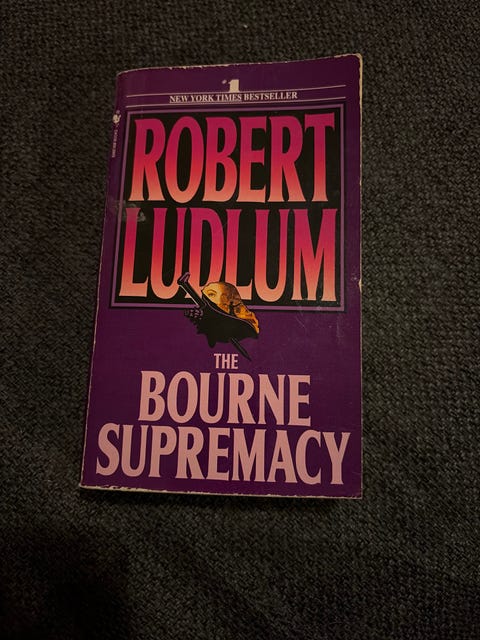 #1
NEW YORK TIMES BESTSELLER
ROBERT
LUDLUM
THE
BOURNE
SUPREMACY